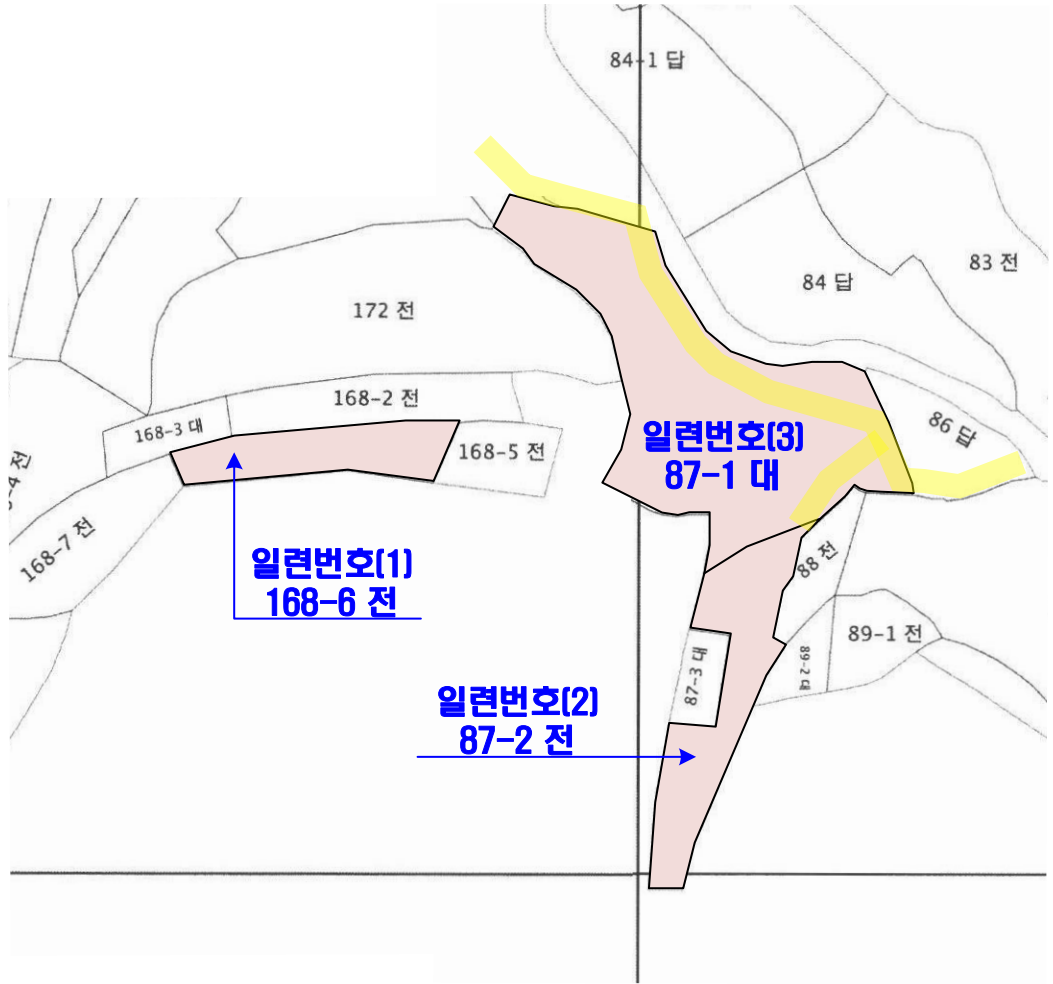 84-1 답
83 전
84 답
172 전
168-2 전
168-3 대
86 답
일련번호(3)
87-1 대
168-5 전
168-7 전
88 전
일련번호(1)
168-6 전
89-1 전
89-2 대
87-3 대
일련번호(2)
87-2 전